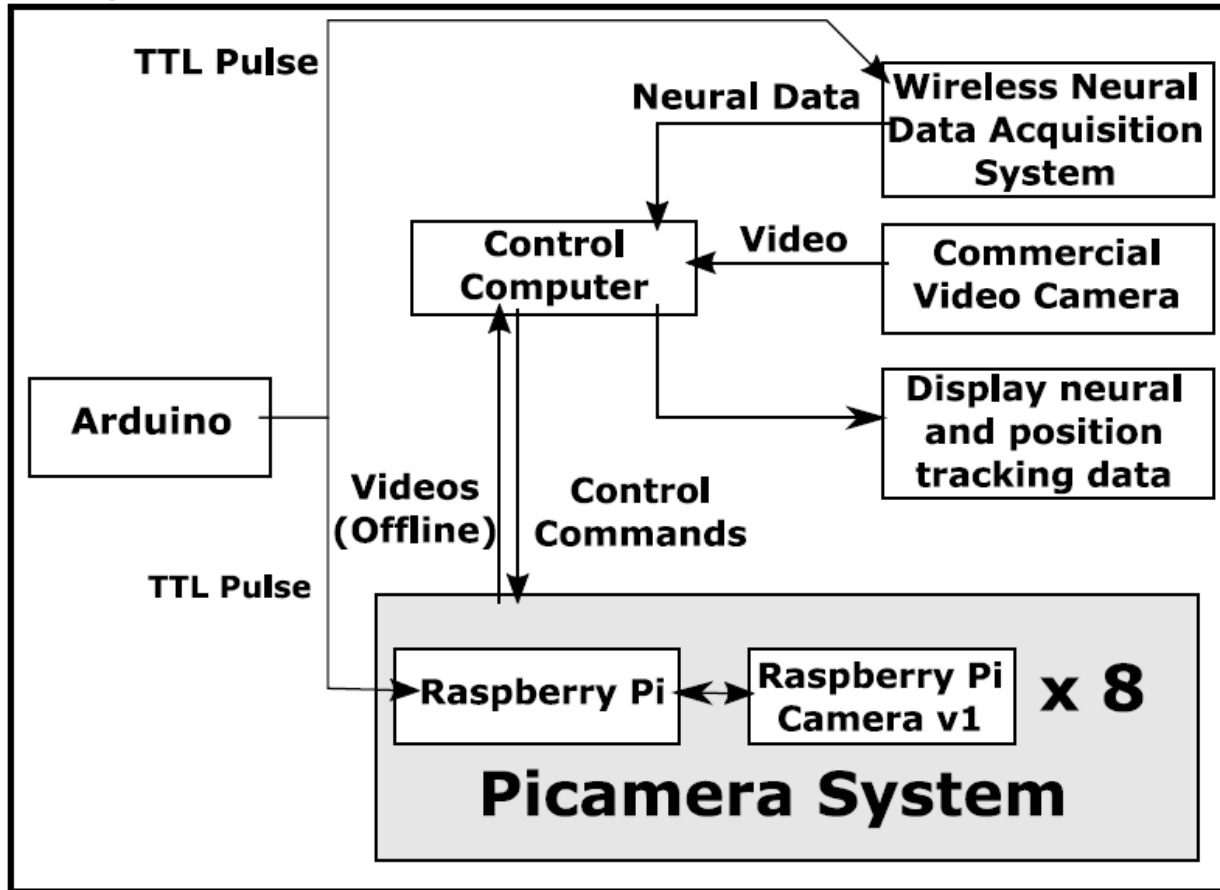 TTL Pulse
Neural Data
Wireless Neural
Data Acquisition
System
Control
Computer
Video
Commercial
Video Camera
Arduino
Display neural
and position
tracking data
Videos
(Offline)
Control
Commands
TTL Pulse
Raspberry Pi
Raspberry Pi
Camera v1
x 8
Picamera System